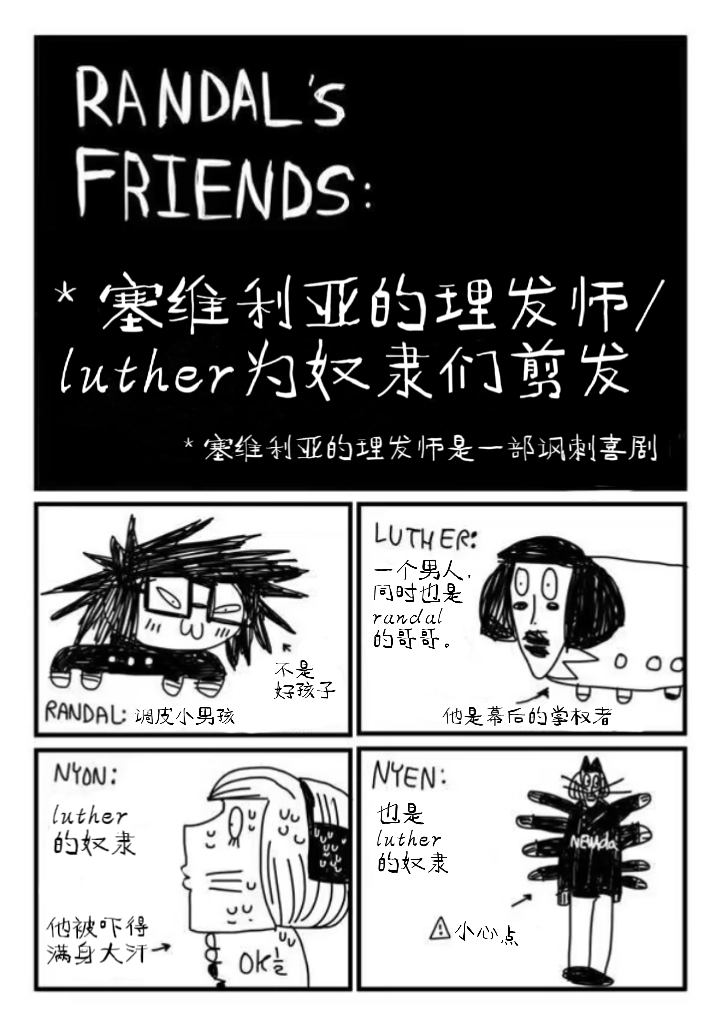 RANDAL'S
FRIENDS:
* 塞维利亚的理发师/
luther为奴隶们剪发
* 塞维利亚的理发师是一部讽刺喜剧
不是
好孩子
RANDAL: 调皮小男孩
LUTHER:
一个男人,
同时也是
randal
的哥哥。
他是幕后的掌权者
NYON:
luther
的奴隶
他被吓得
满身大汗
OK½
NYEN:
也是
luther
的奴隶
⚠小心点